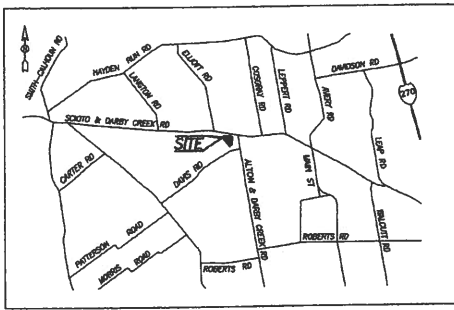 SMITH-CALHOUN RD
HAYDEN RUN RD
LANGTON RD
ELLIOTT RD
COSGRAY RD
LEPPERT RD
AVERY RD
DAVIDSON RD
270
SCIOTO & DARBY CREEK RD
SITE
CARTER RD
DAVIS RD
ALTON & DARBY CREEK RD
MAIN ST
LEAP RD
PATTERSON ROAD
MORRIS ROAD
ROBERTS RD
ROBERTS RD
WALCUTT RD